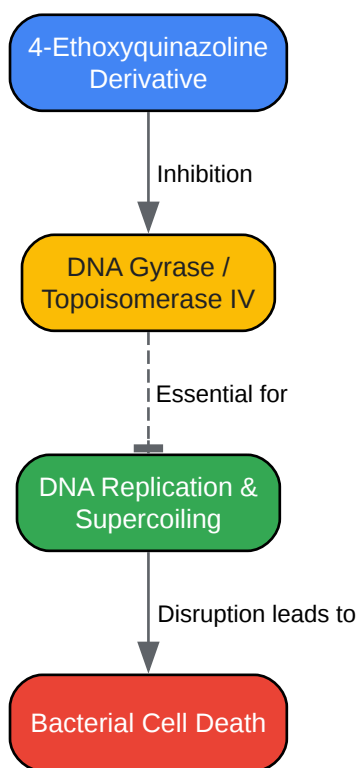 4-Ethoxyquinazoline
Derivative
Inhibition
DNA Gyrase /
Topoisomerase IV
Essential for
DNA Replication &
Supercoiling
Disruption leads to
Bacterial Cell Death